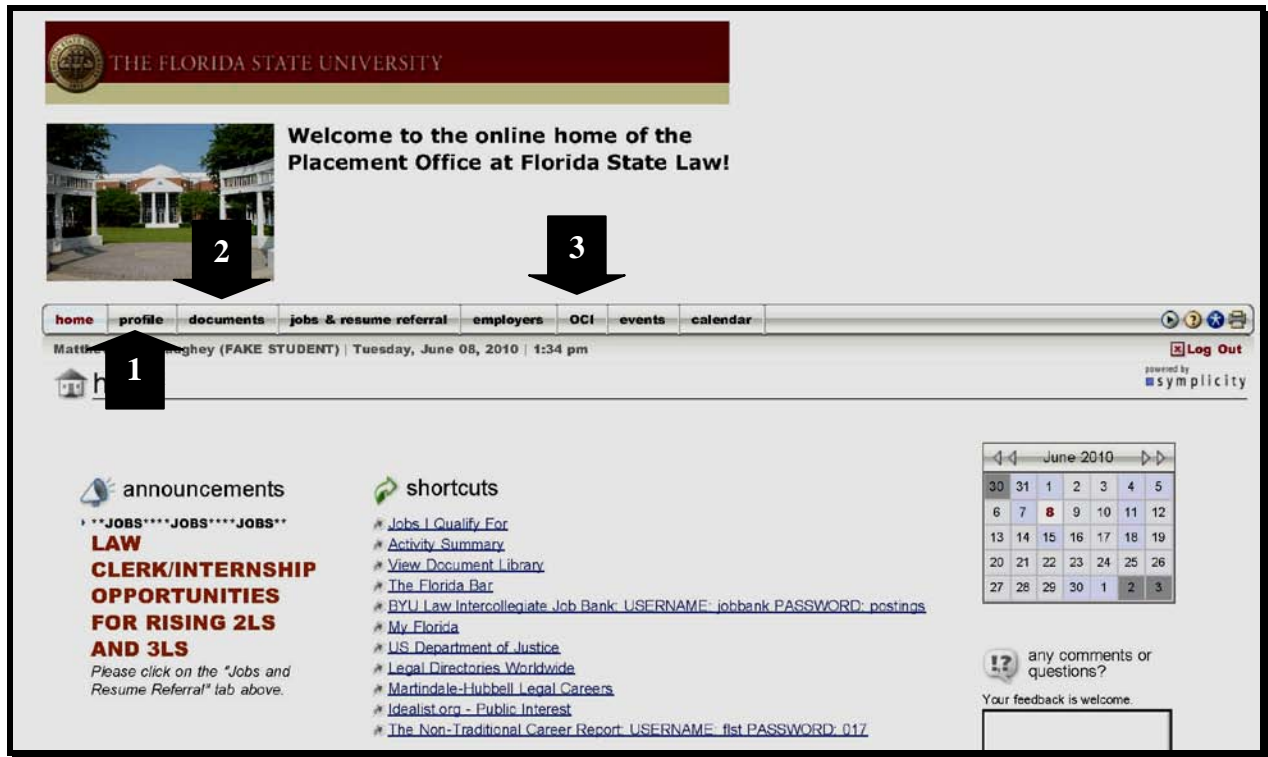 THE FLORIDA STATE UNIVERSITY
Welcome to the online home of the
Placement Office at Florida State Law!
2
3
home profile documents jobs & resume referral employers OCI events calendar
(FAKE STUDENT) | Tuesday, June 08, 2010 | 1:34 pm
Log Out
1
powered by
symplicity
announcements
**JOBS****JOBS****JOBS**
LAW
CLERK/INTERNSHIP
OPPORTUNITIES
FOR RISING 2LS
AND 3LS
Please click on the "Jobs and
Resume Referral" tab above.
shortcuts
Jobs I Qualify For
Activity Summary
View Document Library
The Florida Bar
BYU Law Intercollegiate Job Bank: USERNAME: jobbank PASSWORD: postings
My Florida
US Department of Justice
Legal Directories Worldwide
Martindale-Hubbell Legal Careers
Idealist.org - Public Interest
The Non-Traditional Career Report: USERNAME: flst PASSWORD: 017
June 2010
30 31 1 2 3 4 5
6 7 8 9 10 11 12
13 14 15 16 17 18 19
20 21 22 23 24 25 26
27 28 29 30 1 2 3
!?
any comments or
questions?
Your feedback is welcome.